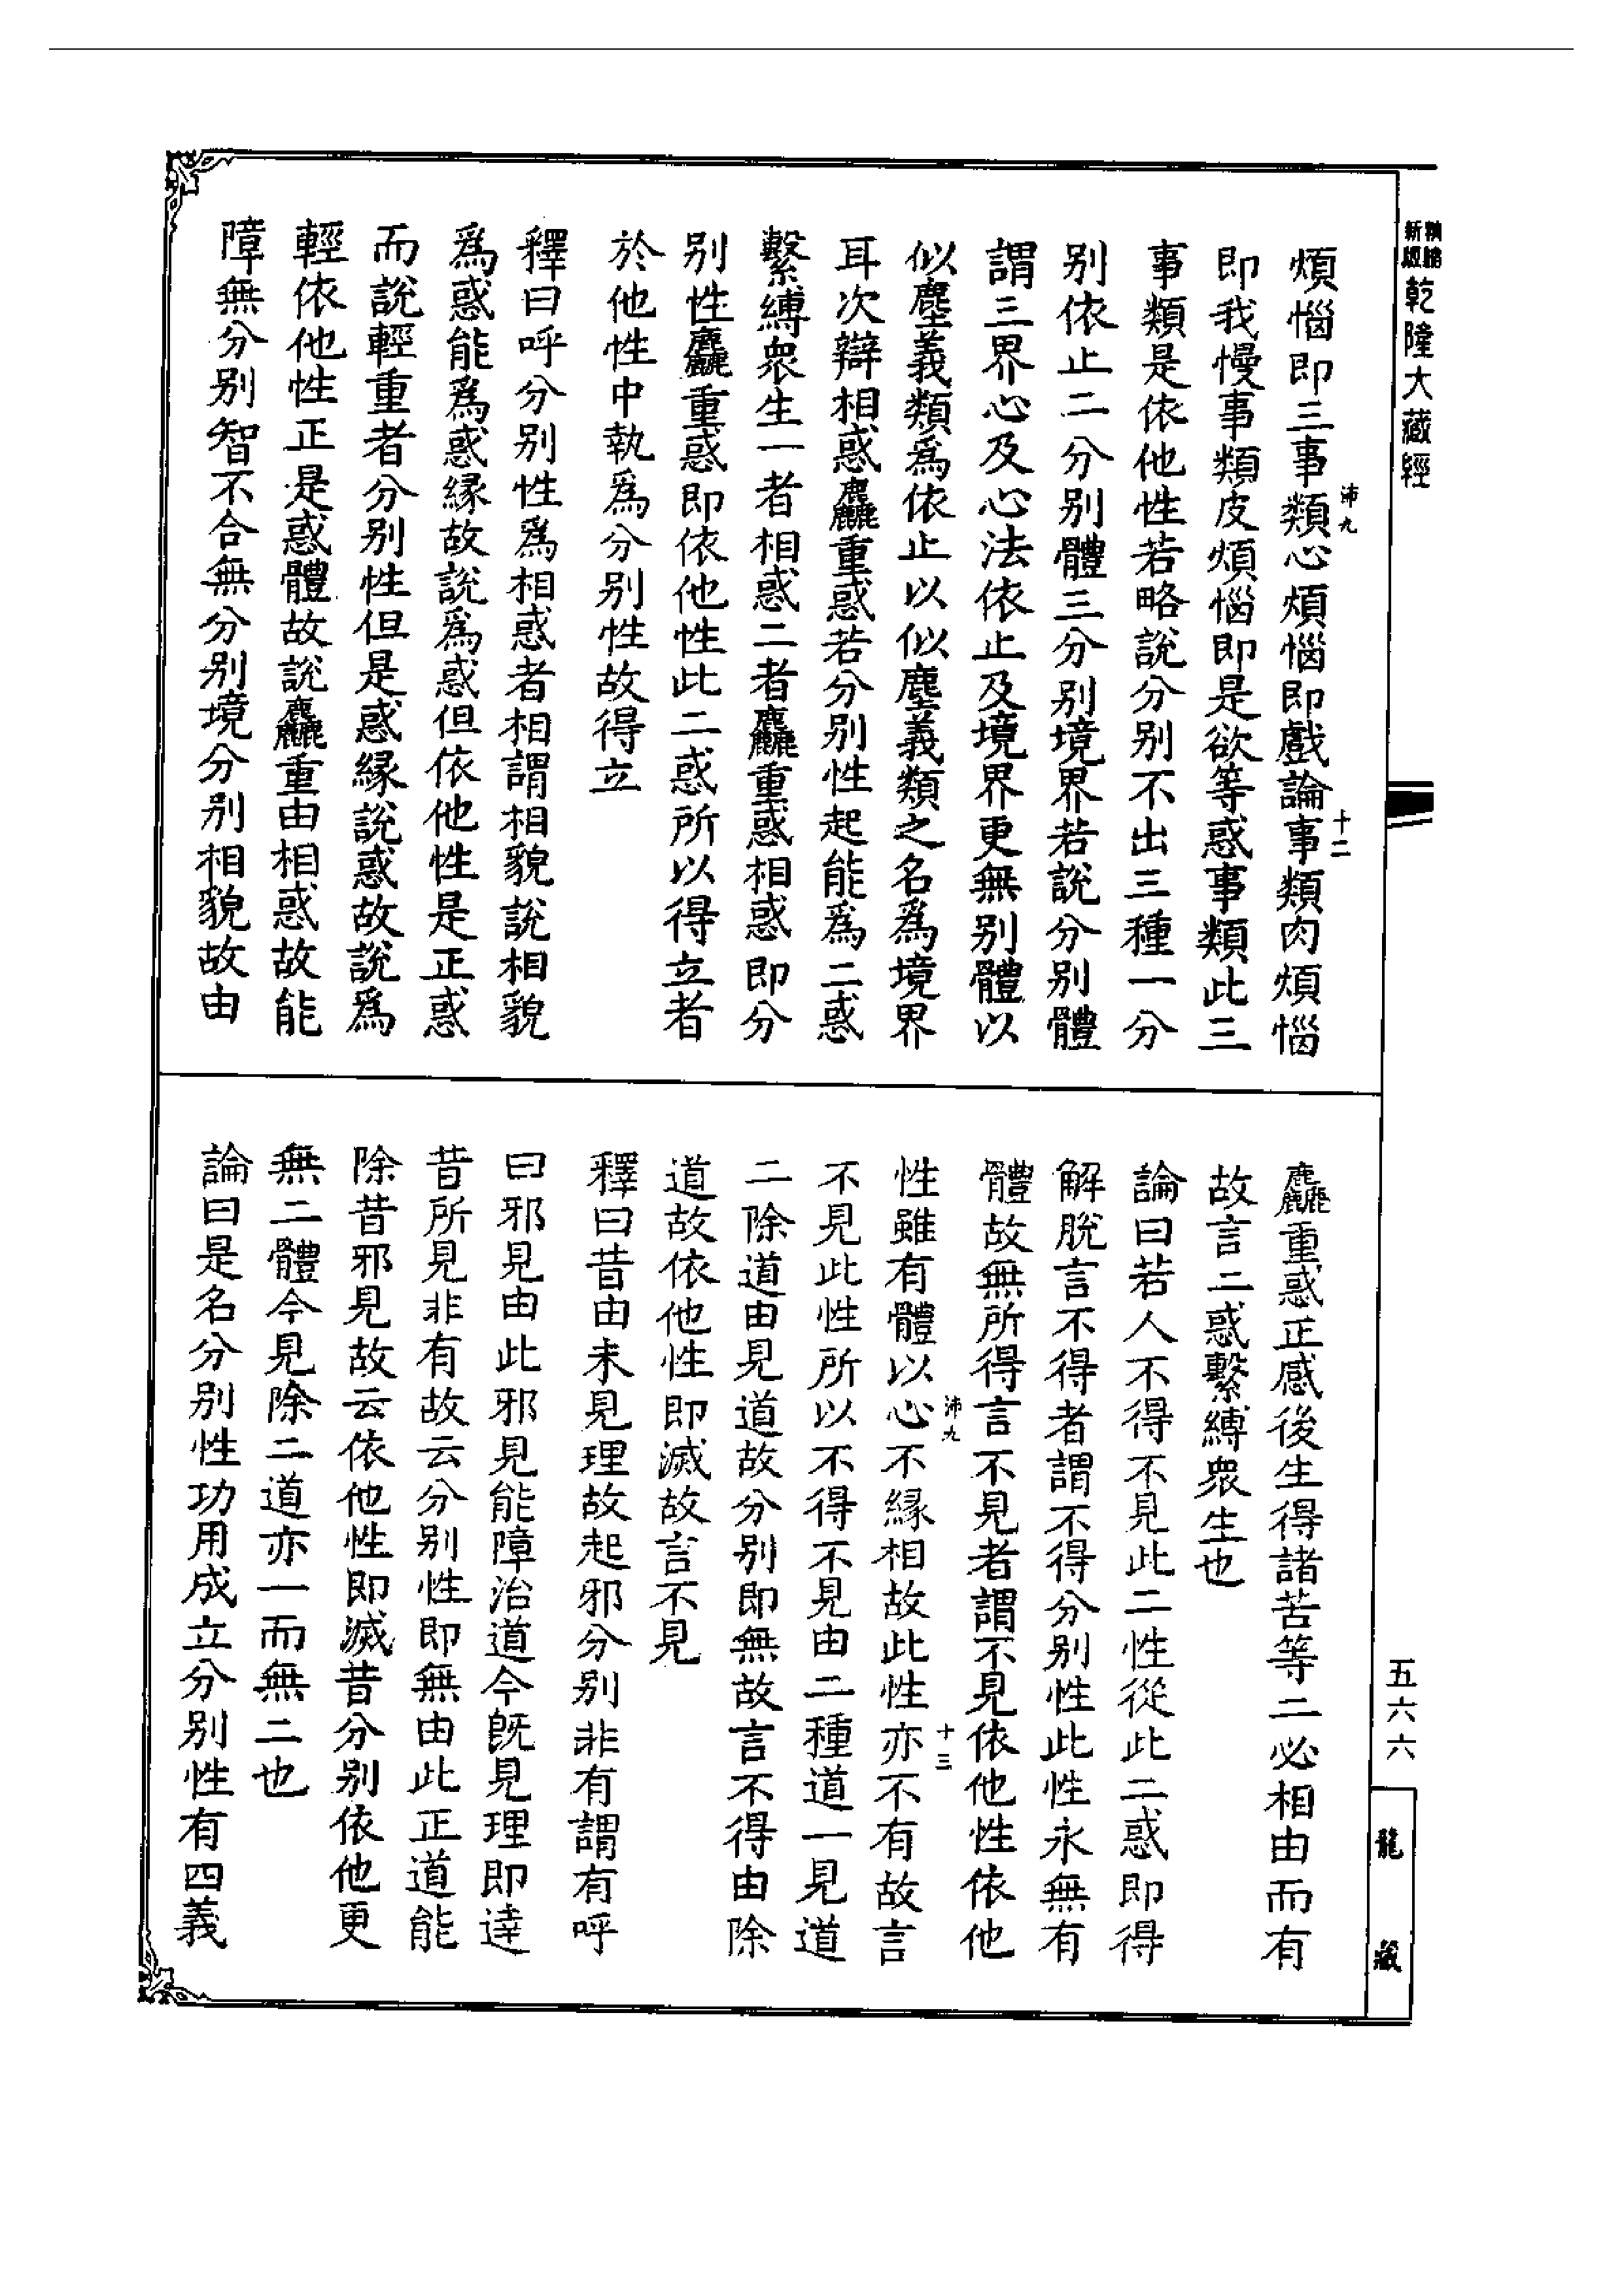 新版精縮乾隆大藏經
煩惱即三事類心煩惱即戲論事類肉煩惱
即我慢事類皮煩惱即是欲等惑事類此三
事類是依他性若略說分別不出三種一分
別依止二分別體三分別境界若說分別體
謂三界心及心法依止及境界更無別體以
似塵義類爲依止以似塵義類之名爲境界
耳次辯相惑麤重惑若分別性起能爲二惑
繫縛衆生一者相惑二者麤重惑相惑即分
別性麤重惑即依他性此二惑所以得立者
於他性中執爲分別性故得立
釋曰呼分別性爲相惑者相謂相貌說相貌
爲惑能爲惑緣故說爲惑但依他性是正惑
而說輕重者分別性但是惑緣說惑故說爲
輕依他性正是惑體故說麤重由相惑故能
障無分別智不合無分別境分別相貌故由
沛九
十二
麤重惑正感後生得諸苦等二必相由而有
故言二惑繫縛衆生也
論曰若人不得不見此二性從此二惑即得
解脫言不得者謂不得分別性此性永無有
體故無所得言不見者謂不見依他性依他
性雖有體以心不緣相故此性亦不有故言
不見此性所以不得不見由二種道一見道
二除道由見道故分別即無故言不得由除
道故依他性即滅故言不見
釋曰昔由未見理故起邪分別非有謂有呼
曰邪見由此邪見能障治道今既見理即達
昔所見非有故云分別性即無由此正道能
除昔邪見故云依他性即滅昔分別依他更
無二體今見除二道亦一而無二也
論曰是名分別性功用成立分別性有四義
沛九
十三
五六六
龍藏